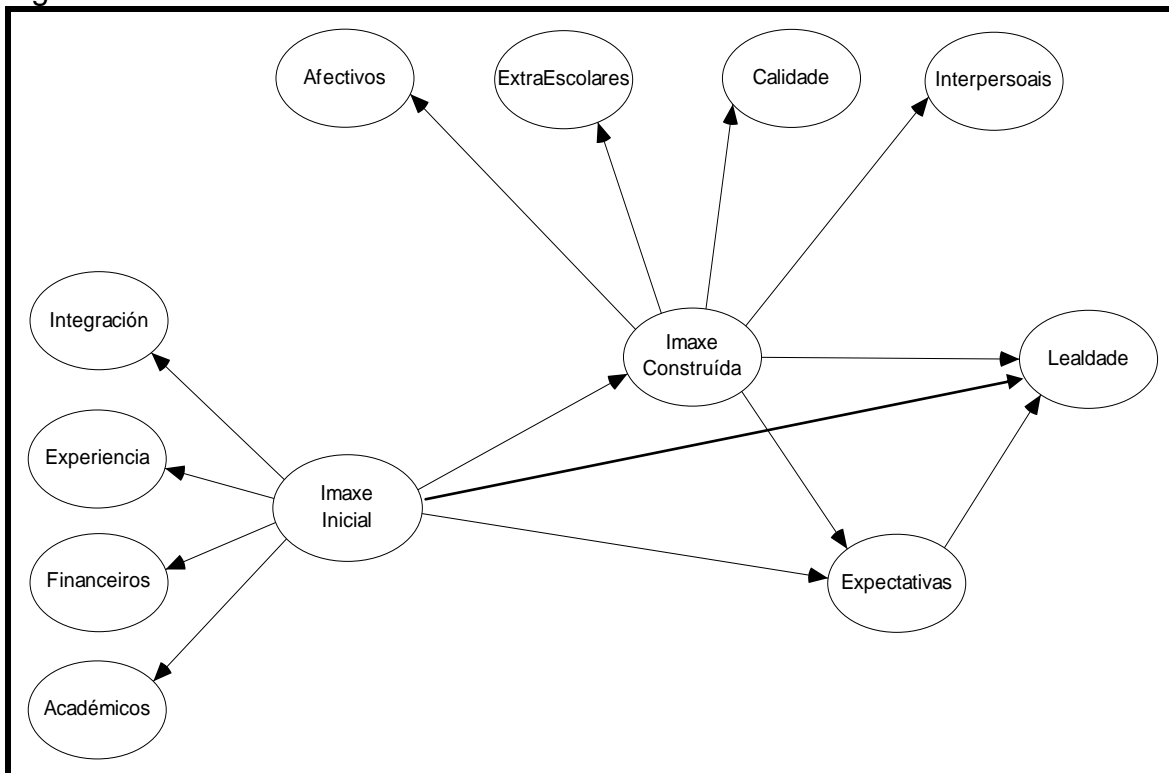 Afectivos
ExtraEscolares
Calidade
Interpersoais
Integración
Imaxe
Construída
Lealdade
Experiencia
Imaxe
Inicial
Financeiros
Expectativas
Académicos